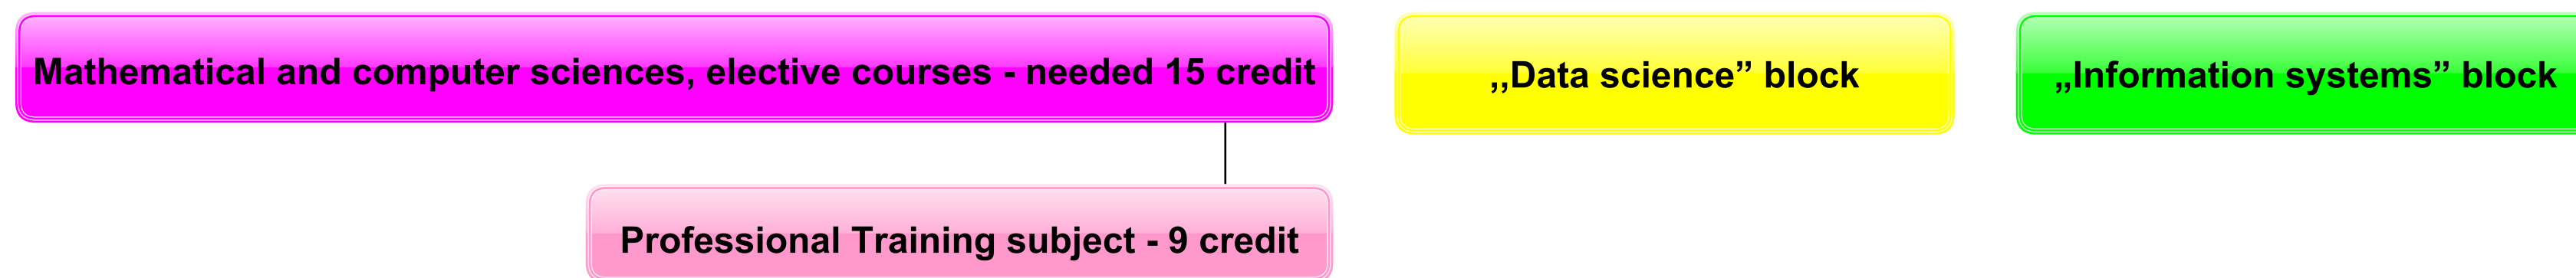 Mathematical and computer sciences, elective courses - needed 15 credit
,,Data science” block
„Information systems” block
Professional Training subject - 9 credit